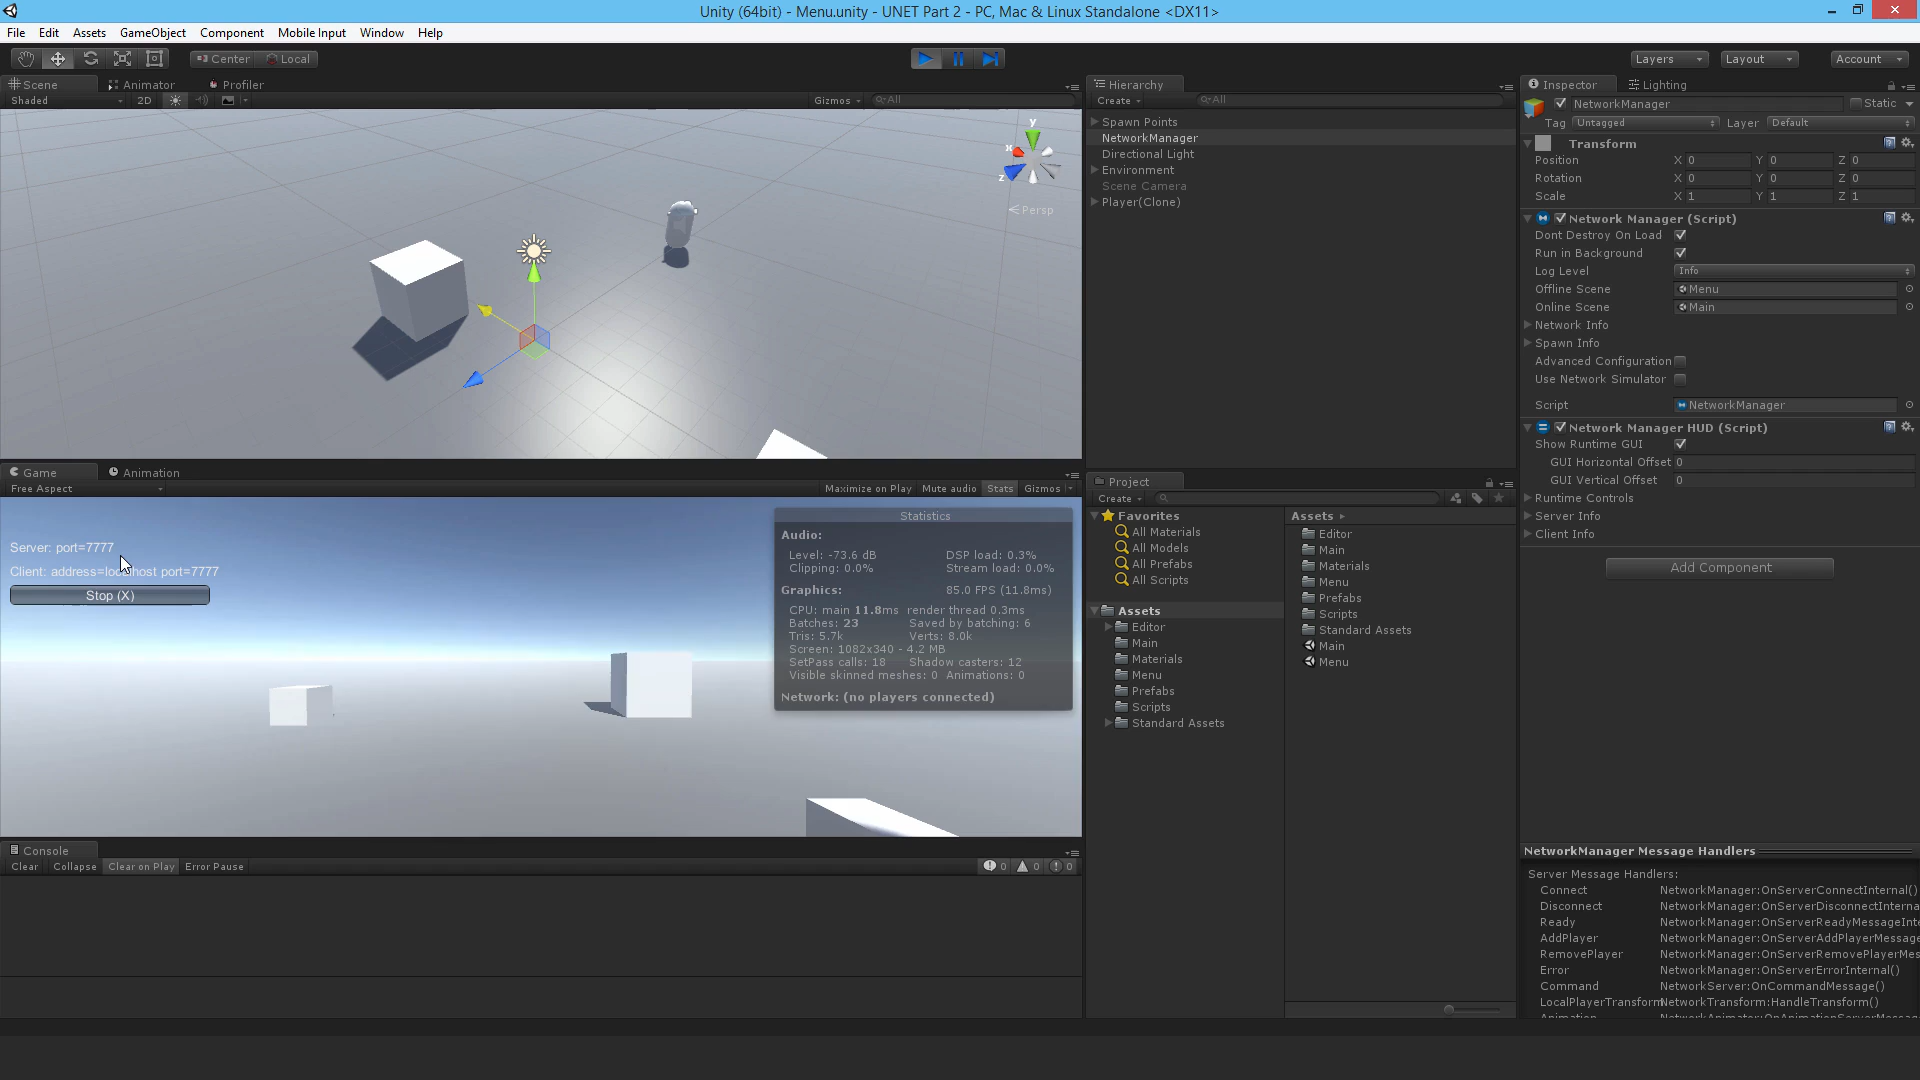 Unity (64bit) - Menu.unity - UNET Part 2 - PC, Mac & Linux Standalone <DX11>
File Edit Assets GameObject Component Mobile Input Window Help
Center Local
Layers Layout Account
Scene Animator Profiler
Shaded 2D Gizmos All
y
x
z
Persp
Game Animation
Free Aspect Maximize on Play Mute audio Stats Gizmos
Server: port=7777
Client: address=localhost port=7777
Stop (X)
Statistics
Audio:
Level: -73.6 dB DSP load: 0.3%
Clipping: 0.0% Stream load: 0.0%
Graphics: 85.0 FPS (11.8ms)
CPU: main 11.8ms render thread 0.3ms
Batches: 23 Saved by batching: 6
Tris: 5.7k Verts: 8.0k
Screen: 1082x340 - 4.2 MB
SetPass calls: 18 Shadow casters: 12
Visible skinned meshes: 0 Animations: 0
Network: (no players connected)
Console
Clear Collapse Clear on Play Error Pause 0 0 0
Hierarchy
Create All
Spawn Points
NetworkManager
Directional Light
Environment
Scene Camera
Player(Clone)
Project
Create
Favorites
All Materials
All Models
All Prefabs
All Scripts
Assets
Editor
Main
Materials
Menu
Prefabs
Scripts
Standard Assets
Assets
Editor
Main
Materials
Menu
Prefabs
Scripts
Standard Assets
Main
Menu
Inspector Lighting
NetworkManager Static
Tag Untagged Layer Default
Transform
Position X 0 Y 0 Z 0
Rotation X 0 Y 0 Z 0
Scale X 1 Y 1 Z 1
Network Manager (Script)
Dont Destroy On Load
Run in Background
Log Level Info
Offline Scene Menu
Online Scene Main
Network Info
Spawn Info
Advanced Configuration
Use Network Simulator
Script NetworkManager
Network Manager HUD (Script)
Show Runtime GUI
GUI Horizontal Offset 0
GUI Vertical Offset 0
Runtime Controls
Server Info
Client Info
Add Component
NetworkManager Message Handlers
Server Message Handlers:
Connect NetworkManager:OnServerConnectInternal()
Disconnect NetworkManager:OnServerDisconnectInterna
Ready NetworkManager:OnServerReadyMessageInte
AddPlayer NetworkManager:OnServerAddPlayerMessage
RemovePlayer NetworkManager:OnServerRemovePlayerMes
Error NetworkManager:OnServerErrorInternal()
Command NetworkServer:OnCommandMessage()
LocalPlayerTransform NetworkTransform:HandleTransform()
Animation NetworkAnimator:OnAnimationServerMessa